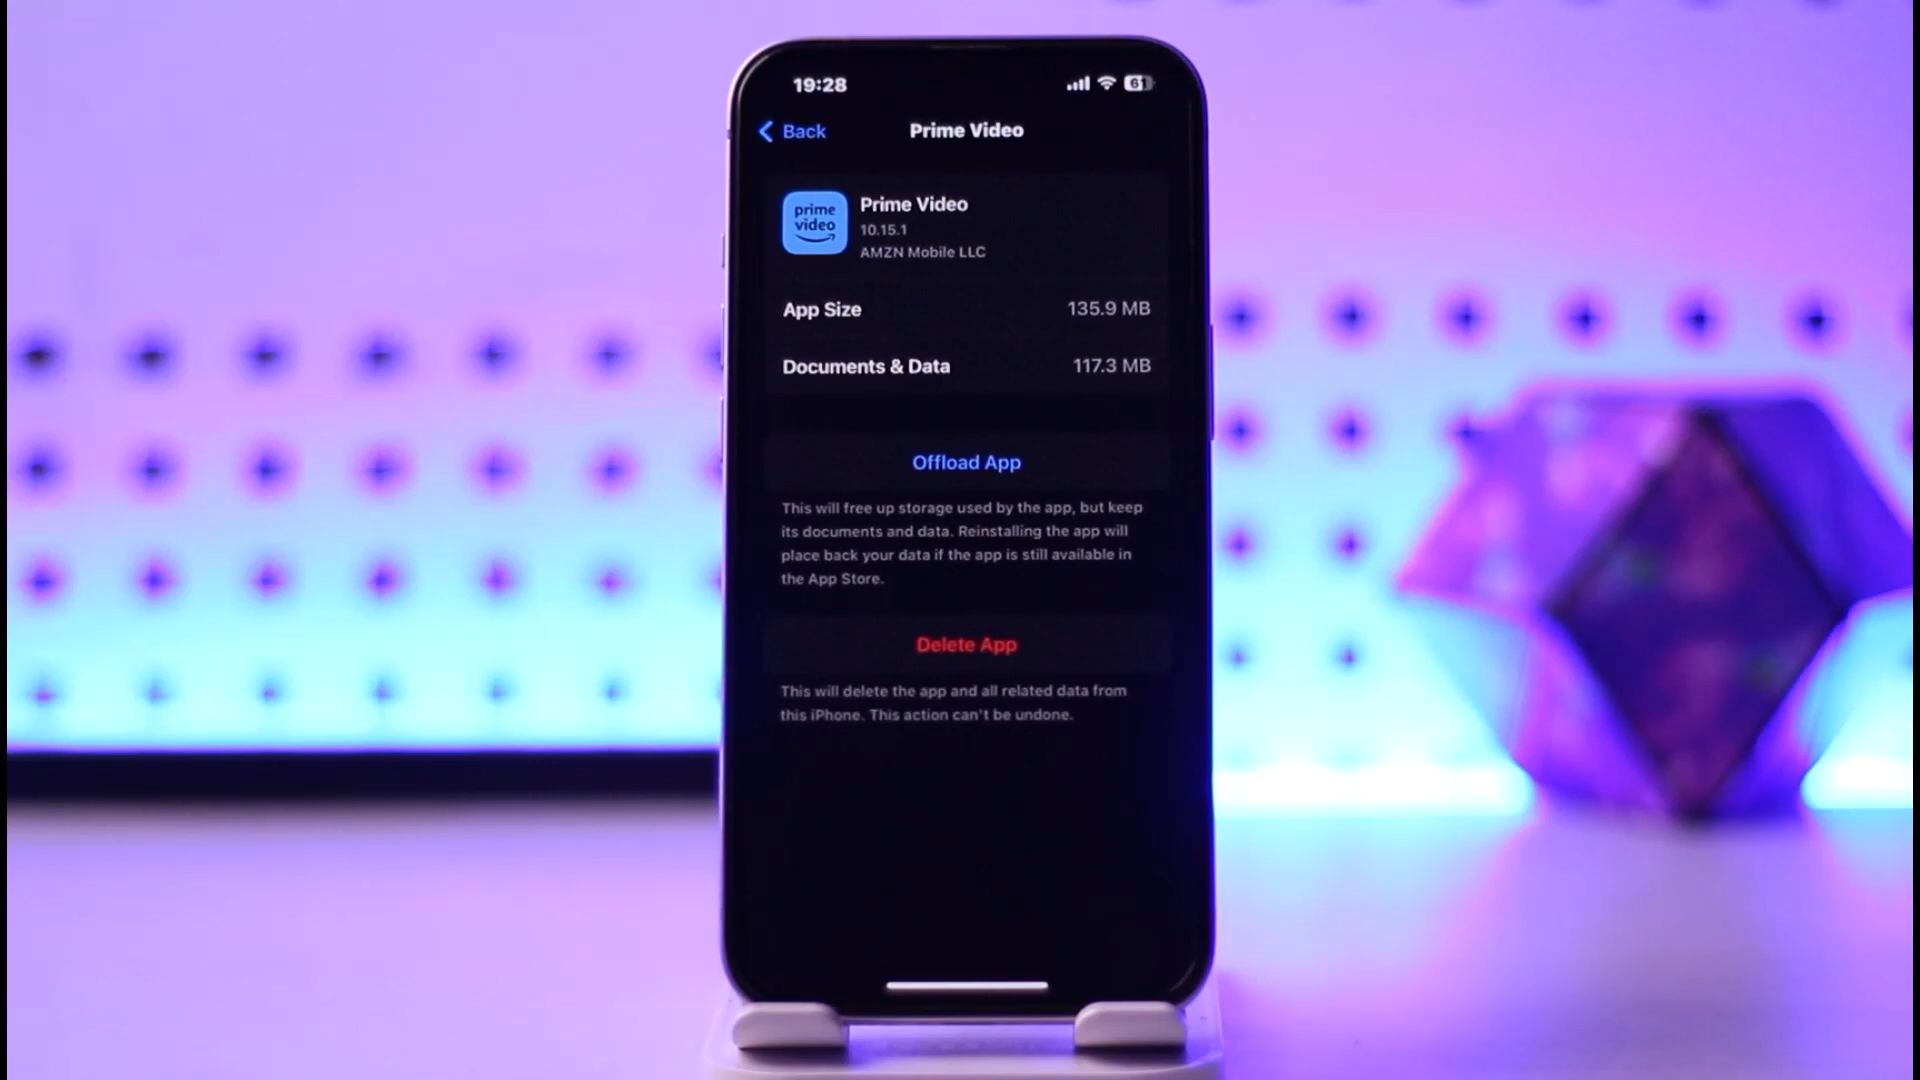 19:28
61
Back
Prime Video
prime
video
Prime Video
10.15.1
AMZN Mobile LLC
App Size
135.9 MB
Documents & Data
117.3 MB
Offload App
This will free up storage used by the app, but keep
its documents and data. Reinstalling the app will
place back your data if the app is still available in
the App Store.
Delete App
This will delete the app and all related data from
this iPhone. This action can't be undone.